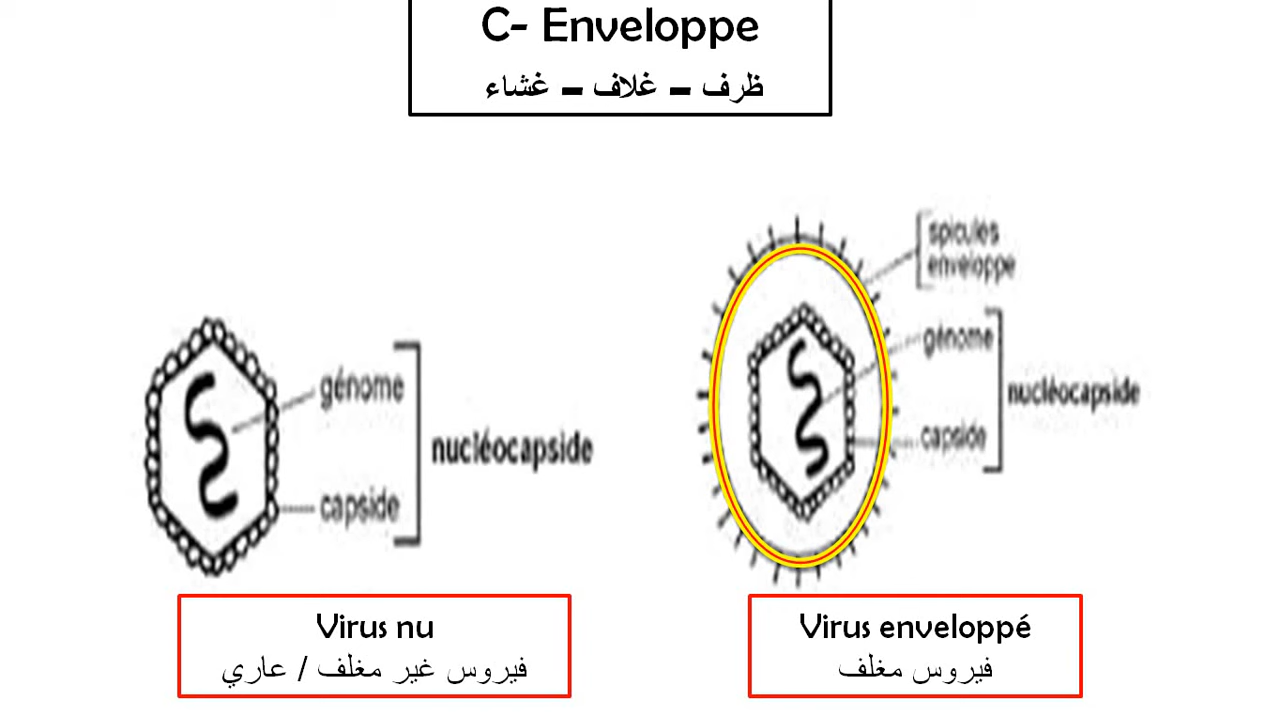 C- Enveloppe
ظرف – غلاف – غشاء
génome
nucléocapside
capside
Virus nu
فيروس غير مغلف / عاري
spicules
enveloppe
génome
nucléocapside
capside
Virus enveloppé
فيروس مغلف